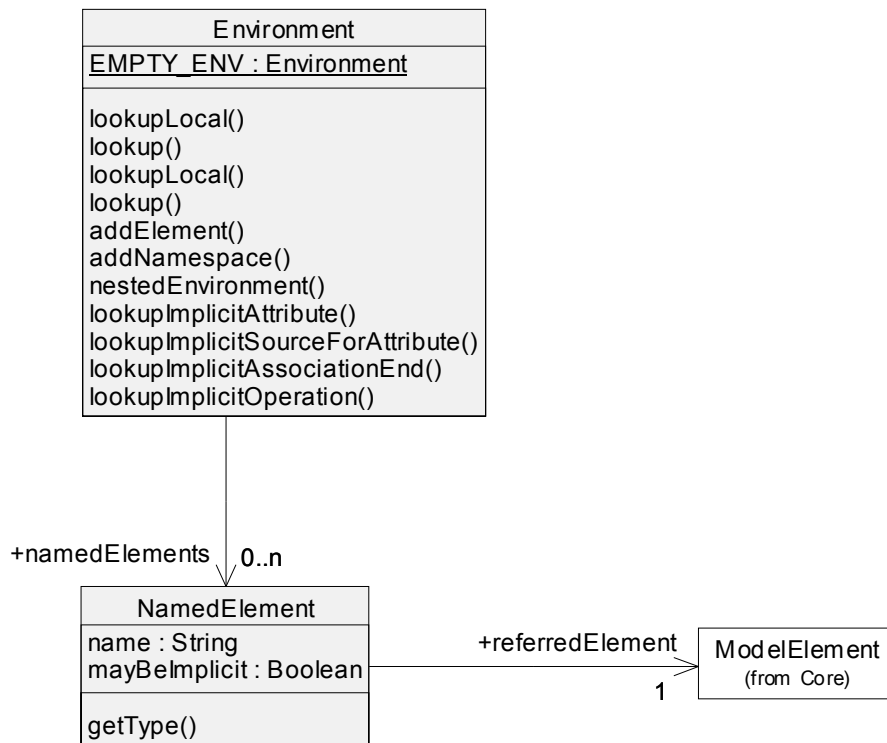 Environment
EMPTY_ENV : Environment
lookupLocal()
lookup()
lookupLocal()
lookup()
addElement()
addNamespace()
nestedEnvironment()
lookupImplicitAttribute()
lookupImplicitSourceForAttribute()
lookupImplicitAssociationEnd()
lookupImplicitOperation()
+namedElements
0..n
NamedElement
name : String
mayBeImplicit : Boolean
getType()
+referredElement
1
ModelElement
(from Core)